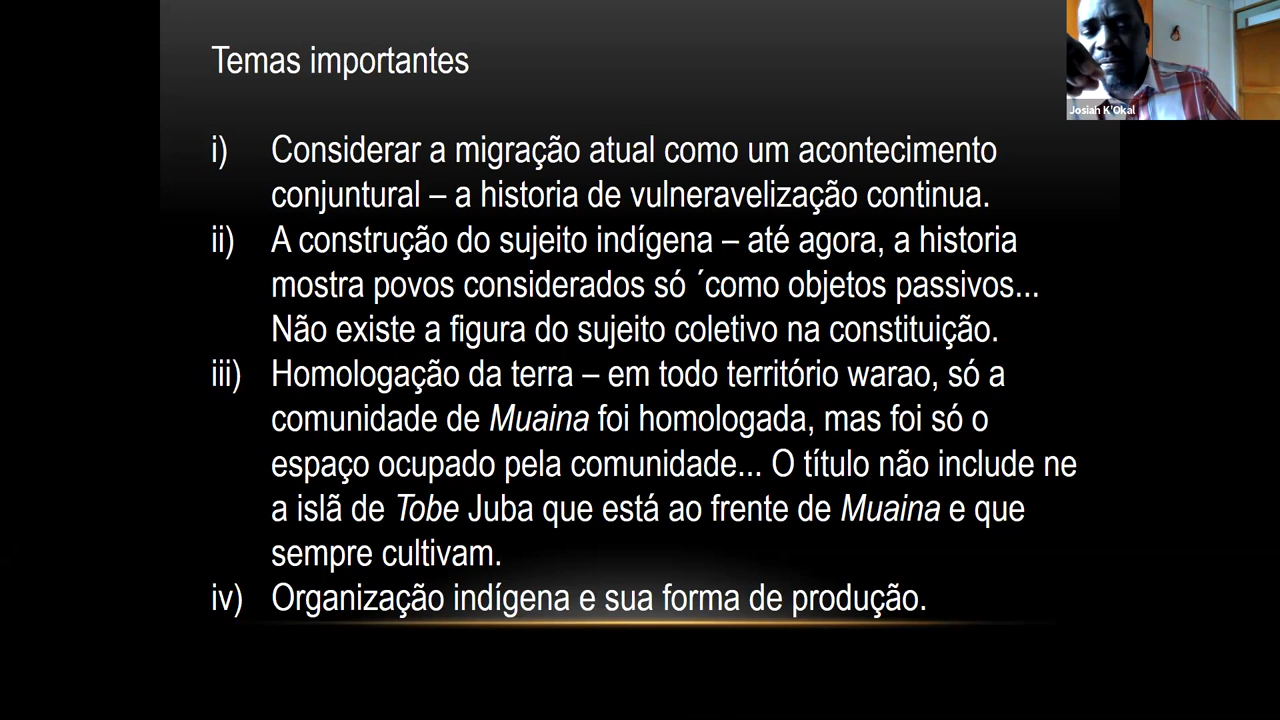 Temas importantes
Josiah K'Okal
i) Considerar a migração atual como um acontecimento
conjuntural – a historia de vulneravelização continua.
ii) A construção do sujeito indígena – até agora, a historia
mostra povos considerados só ´como objetos passivos...
Não existe a figura do sujeito coletivo na constituição.
iii) Homologação da terra – em todo território warao, só a
comunidade de Muaina foi homologada, mas foi só o
espaço ocupado pela comunidade... O título não include ne
a islã de Tobe Juba que está ao frente de Muaina e que
sempre cultivam.
iv) Organização indígena e sua forma de produção.